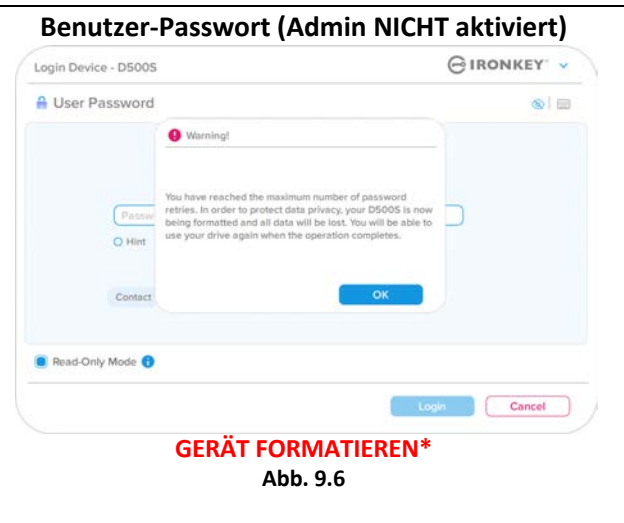 Benutzer-Passwort (Admin NICHT aktiviert)
Login Device - D500S
IRONKEY
User Password
Warning!
You have reached the maximum number of password
retries. In order to protect data privacy, your D500S is now
being formatted and all data will be lost. You will be able to
use your drive again when the operation completes.
Passw
Hint
Contact
OK
Read-Only Mode
Login
Cancel
GERÄT FORMATIEREN*
Abb. 9.6